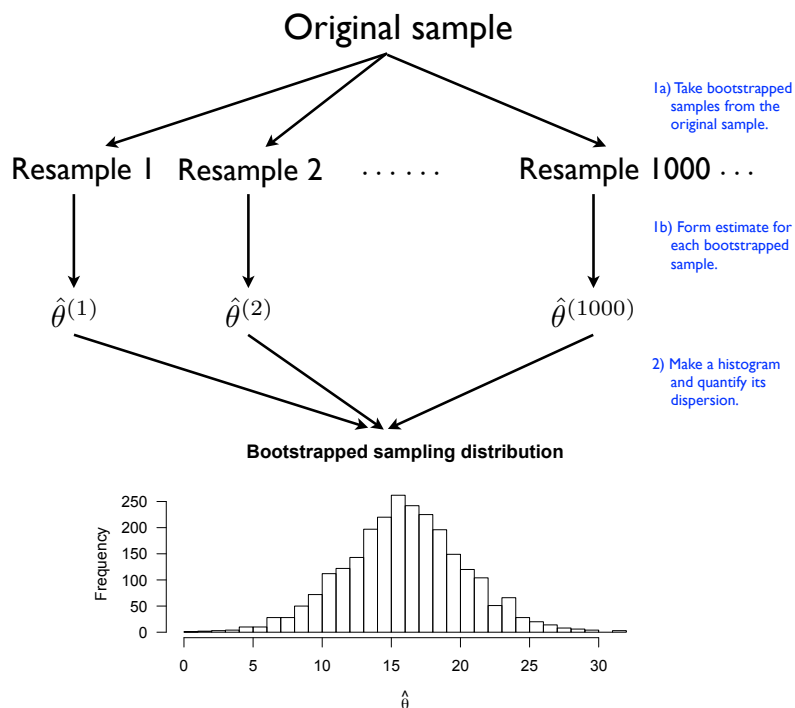 Original sample
1a) Take bootstrapped
samples from the
original sample.
Resample 1 Resample 2 . . . . . . Resample 1000 . . .
1b) Form estimate for
each bootstrapped
sample.
θ̂(1) θ̂(2) θ̂(1000)
2) Make a histogram
and quantify its
dispersion.
Bootstrapped sampling distribution
Frequency
250
200
150
100
50
0
0 5 10 15 20 25 30
θ̂